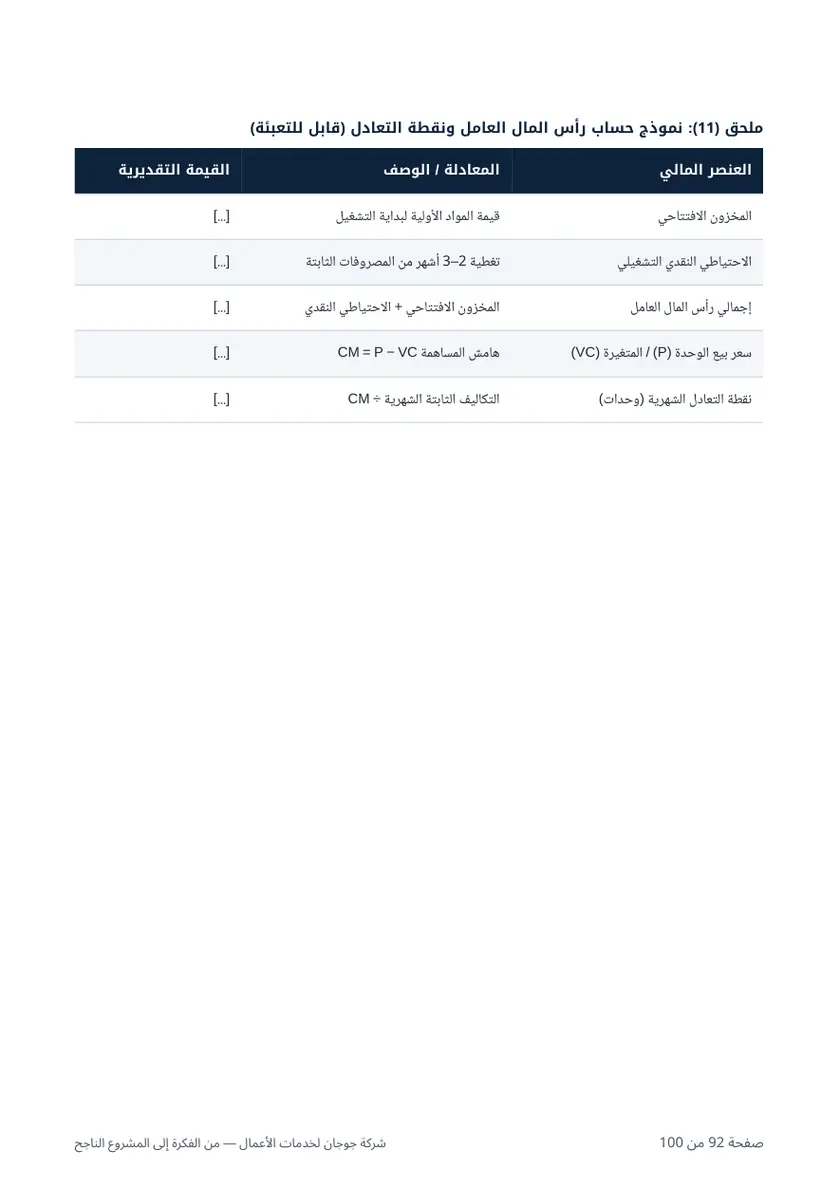 ملحق (11): نموذج حساب رأس المال العامل ونقطة التعادل (قابل للتعبئة)
العنصر المالي المعادلة / الوصف القيمة التقديرية
المخزون الافتتاحي قيمة المواد الأولية لبداية التشغيل [...]
الاحتياطي النقدي التشغيلي تغطية 2–3 أشهر من المصروفات الثابتة [...]
إجمالي رأس المال العامل المخزون الافتتاحي + الاحتياطي النقدي [...]
سعر بيع الوحدة (P) / المتغيرة (VC) هامش المساهمة CM = P − VC [...]
نقطة التعادل الشهرية (وحدات) التكاليف الثابتة الشهرية ÷ CM [...]
صفحة 92 من 100 شركة جوجان لخدمات الأعمال — من الفكرة إلى المشروع الناجح